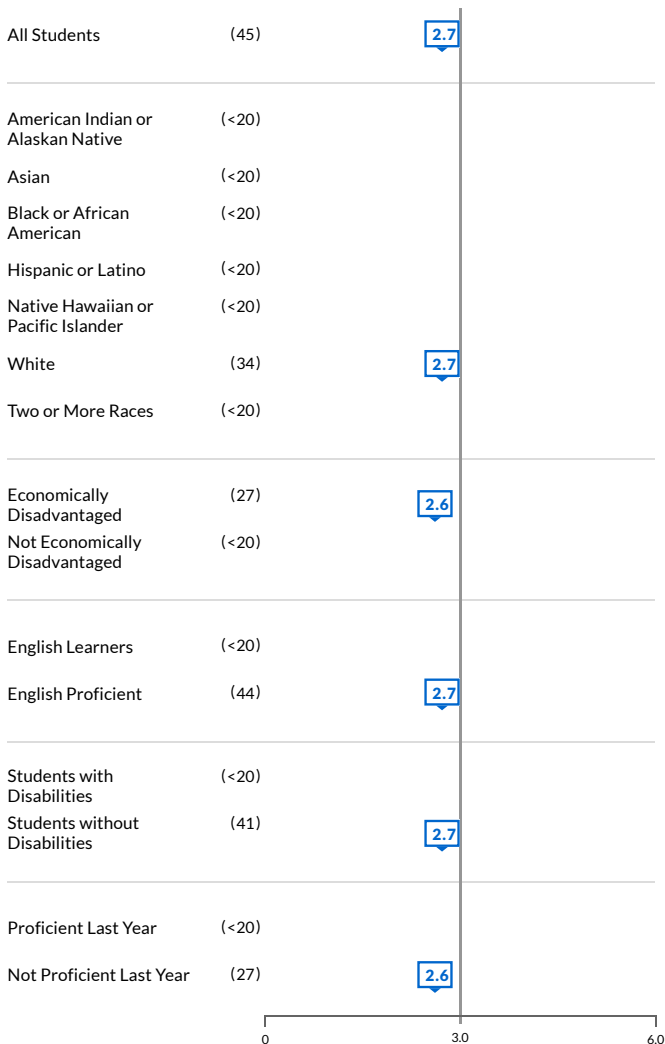 All Students (45) 2.7
American Indian or (<20)
Alaskan Native
Asian (<20)
Black or African (<20)
American
Hispanic or Latino (<20)
Native Hawaiian or (<20)
Pacific Islander
White (34) 2.7
Two or More Races (<20)
Economically (27) 2.6
Disadvantaged
Not Economically (<20)
Disadvantaged
English Learners (<20)
English Proficient (44) 2.7
Students with (<20)
Disabilities
Students without (41) 2.7
Disabilities
Proficient Last Year (<20)
Not Proficient Last Year (27) 2.6
0 3.0 6.0